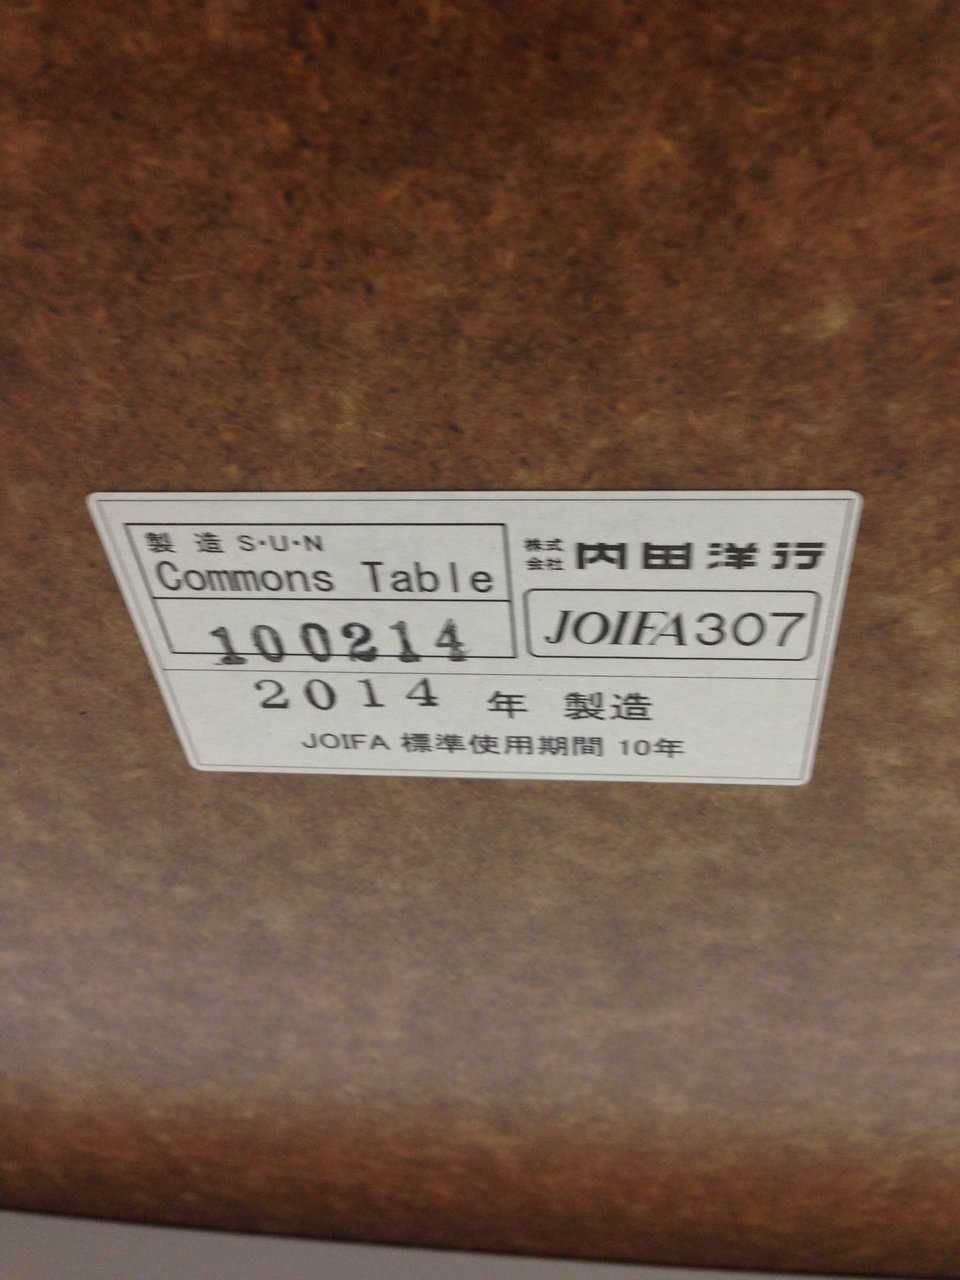 製造 S・U・N
Commons Table
100214
株式会社 内田洋行
JOIFA307
2014 年 製造
JOIFA 標準使用期間 10年